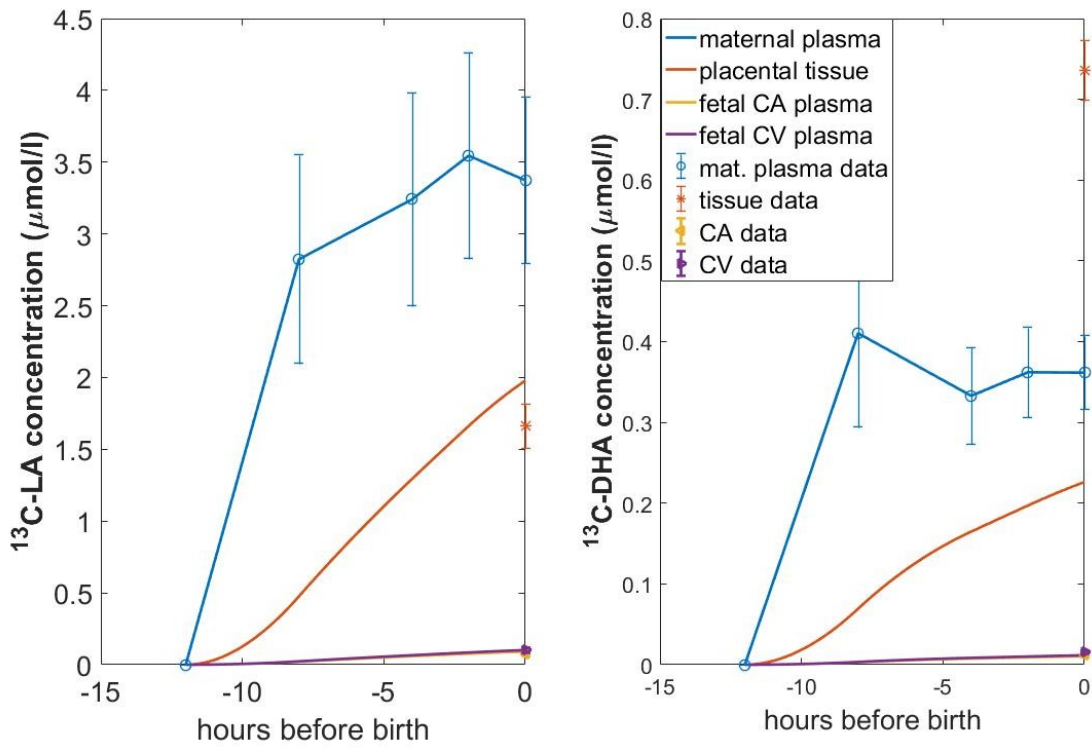 ¹³C-LA concentration (μmol/l)
4.5
4
3.5
3
2.5
2
1.5
1
0.5
0
-15
-10
-5
0
hours before birth
¹³C-DHA concentration (μmol/l)
0.8
0.7
0.6
0.5
0.4
0.3
0.2
0.1
0
-15
-10
-5
0
hours before birth
maternal plasma
placental tissue
fetal CA plasma
fetal CV plasma
mat. plasma data
tissue data
CA data
CV data